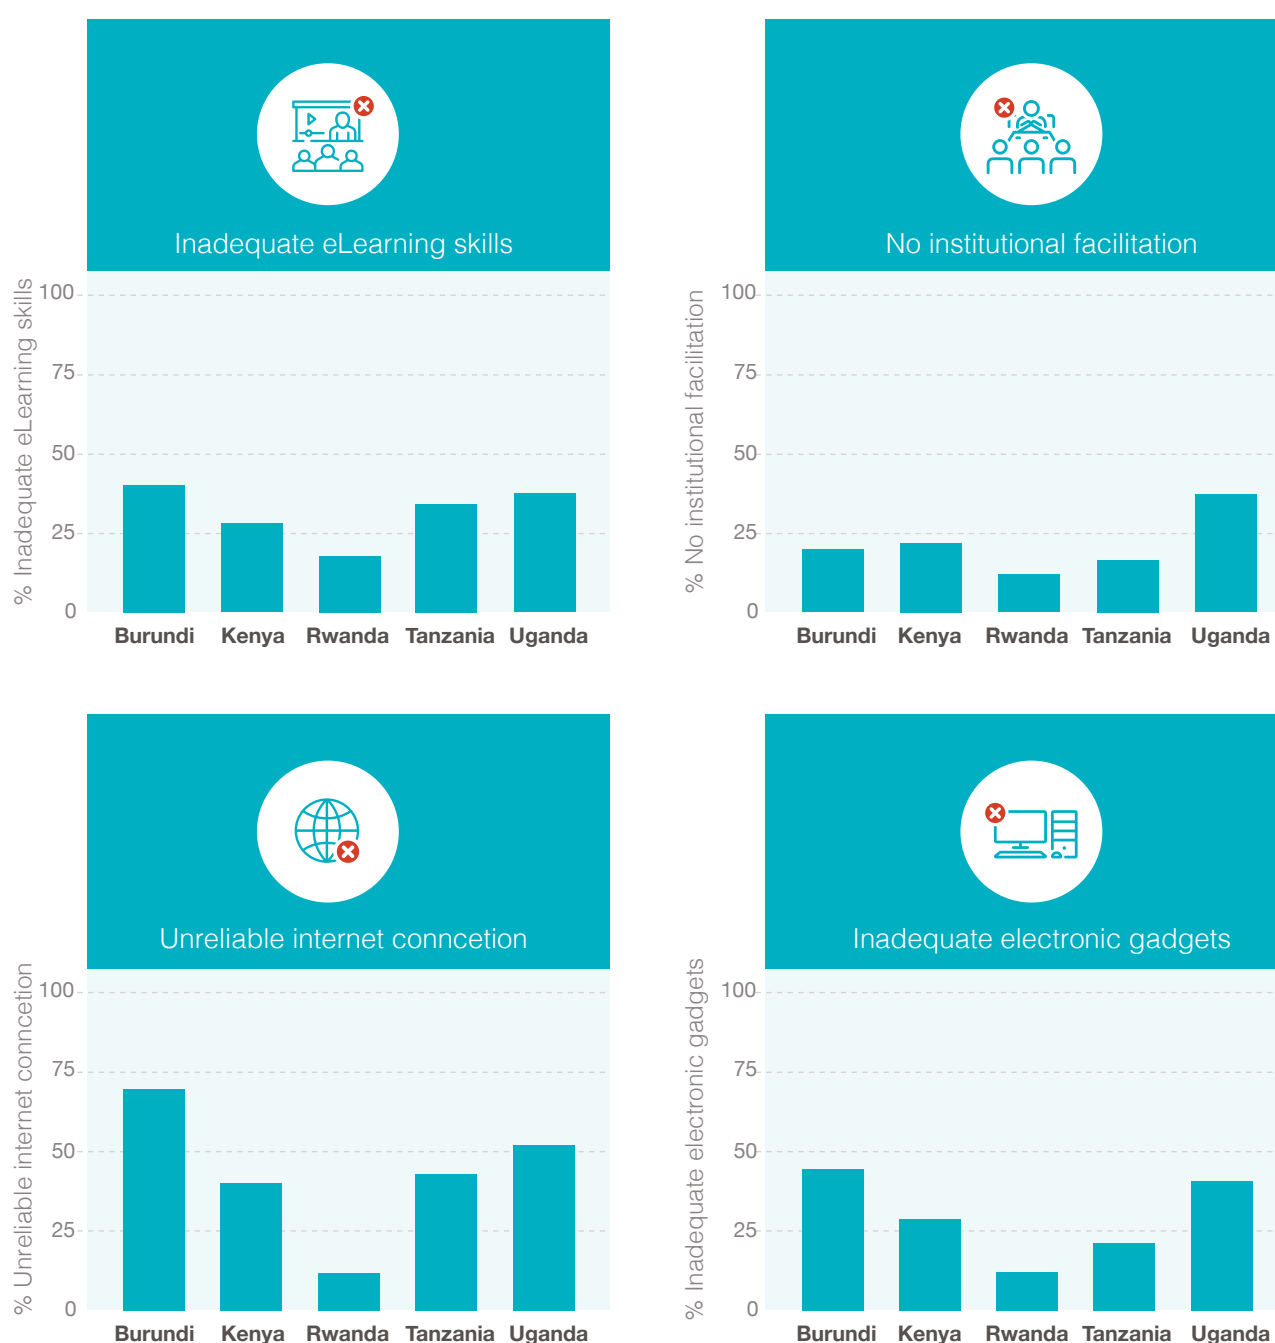 Inadequate eLearning skills
% Inadequate eLearning skills
100
75
50
25
0
Burundi Kenya Rwanda Tanzania Uganda
No institutional facilitation
% No institutional facilitation
100
75
50
25
0
Burundi Kenya Rwanda Tanzania Uganda
Unreliable internet conncetion
% Unreliable internet conncetion
100
75
50
25
0
Burundi Kenya Rwanda Tanzania Uganda
Inadequate electronic gadgets
% Inadequate electronic gadgets
100
75
50
25
0
Burundi Kenya Rwanda Tanzania Uganda